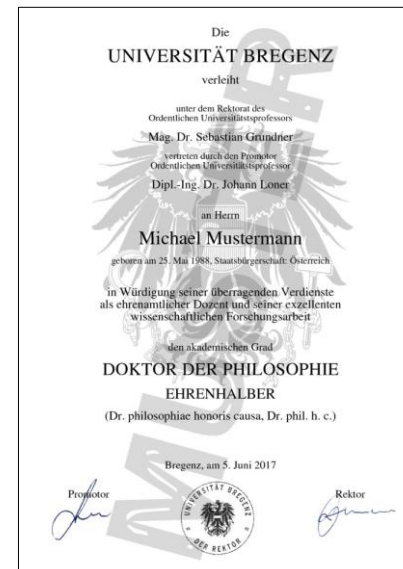 Die
UNIVERSITÄT BREGENZ
verleiht
unter dem Rektorat des
Ordentlichen Universitätsprofessors
Mag. Dr. Sebastian Grundner
vertreten durch den Promotor
Ordentlichen Universitätsprofessor
Dipl.-Ing. Dr. Johann Loner
an Herrn
Michael Mustermann
geboren am 25. Mai 1988, Staatsbürgerschaft: Österreich
in Würdigung seiner überragenden Verdienste
als ehrenamtlicher Dozent und seiner exzellenten
wissenschaftlichen Forschungsarbeit
den akademischen Grad
DOKTOR DER PHILOSOPHIE
EHRENHALBER
(Dr. philosophiae honoris causa, Dr. phil. h. c.)
Bregenz, am 5. Juni 2017
Promotor
Rektor
UNIVERSITÄT BREGENZ
DER REKTOR
MUSTER